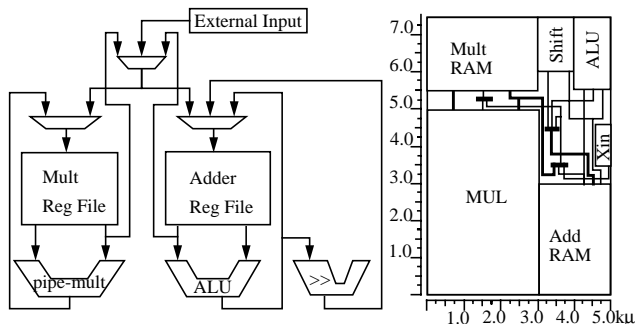 External Input
Mult
Reg File
Adder
Reg File
pipe-mult
ALU
>>
7.0
6.0
5.0
4.0
3.0
2.0
1.0
Mult
RAM
Shift
ALU
Xin
MUL
Add
RAM
1.0 2.0 3.0 4.0 5.0kμ